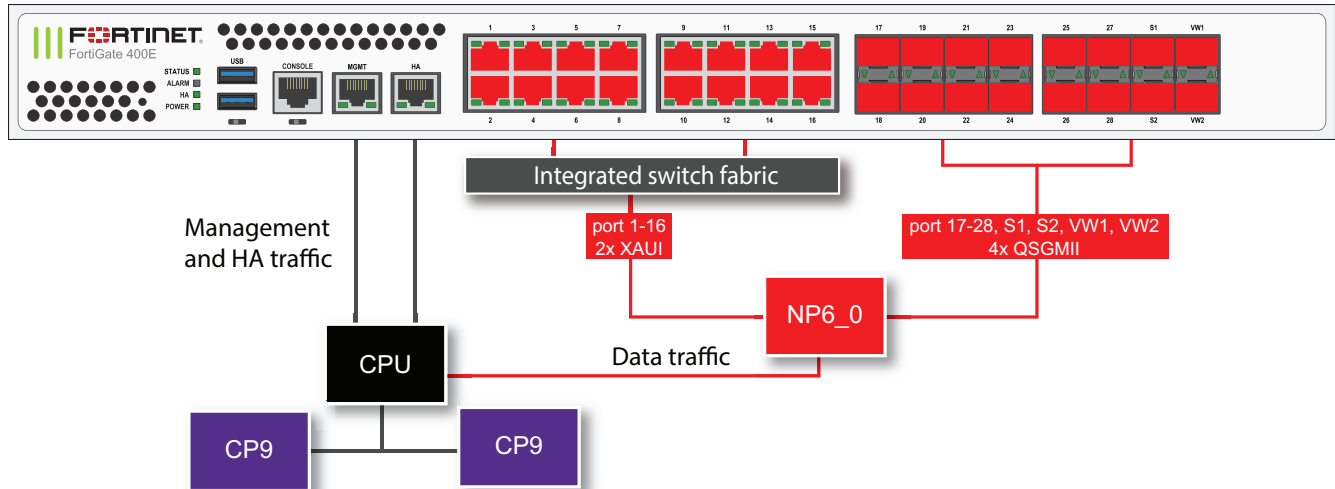 FORTINET
FortiGate 400E
STATUS
ALARM
HA
POWER
USB
CONSOLE
MGMT
HA
1 3 5 7
2 4 6 8
9 11 13 15
10 12 14 16
17 19 21 23
18 20 22 24
25 27 S1 VW1
26 28 S2 VW2
Integrated switch fabric
Management
and HA traffic
port 1-16
2x XAUI
port 17-28, S1, S2, VW1, VW2
4x QSGMII
NP6_0
Data traffic
CPU
CP9
CP9